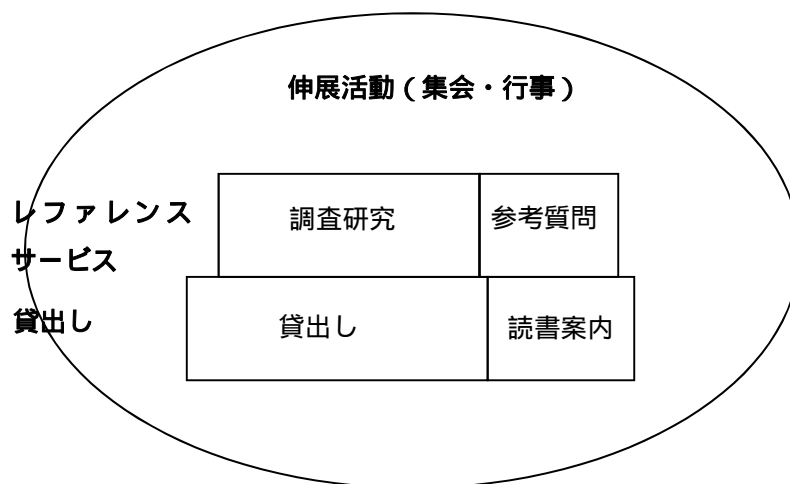 伸展活動（集会・行事）
レファレンス
サービス
調査研究
参考質問
貸出し
貸出し
読書案内